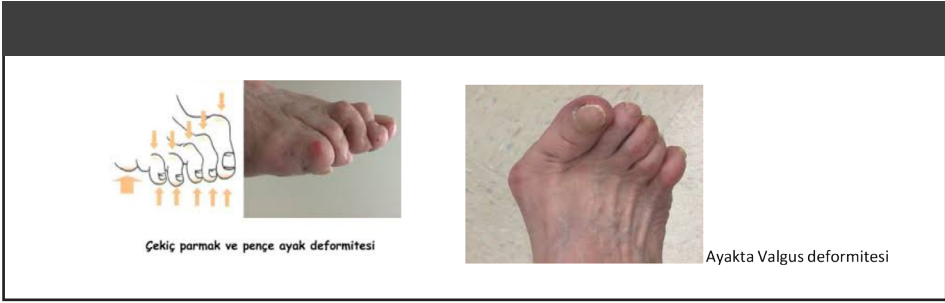 Çekiç parmak ve pençe ayak deformitesi
Ayakta Valgus deformitesi